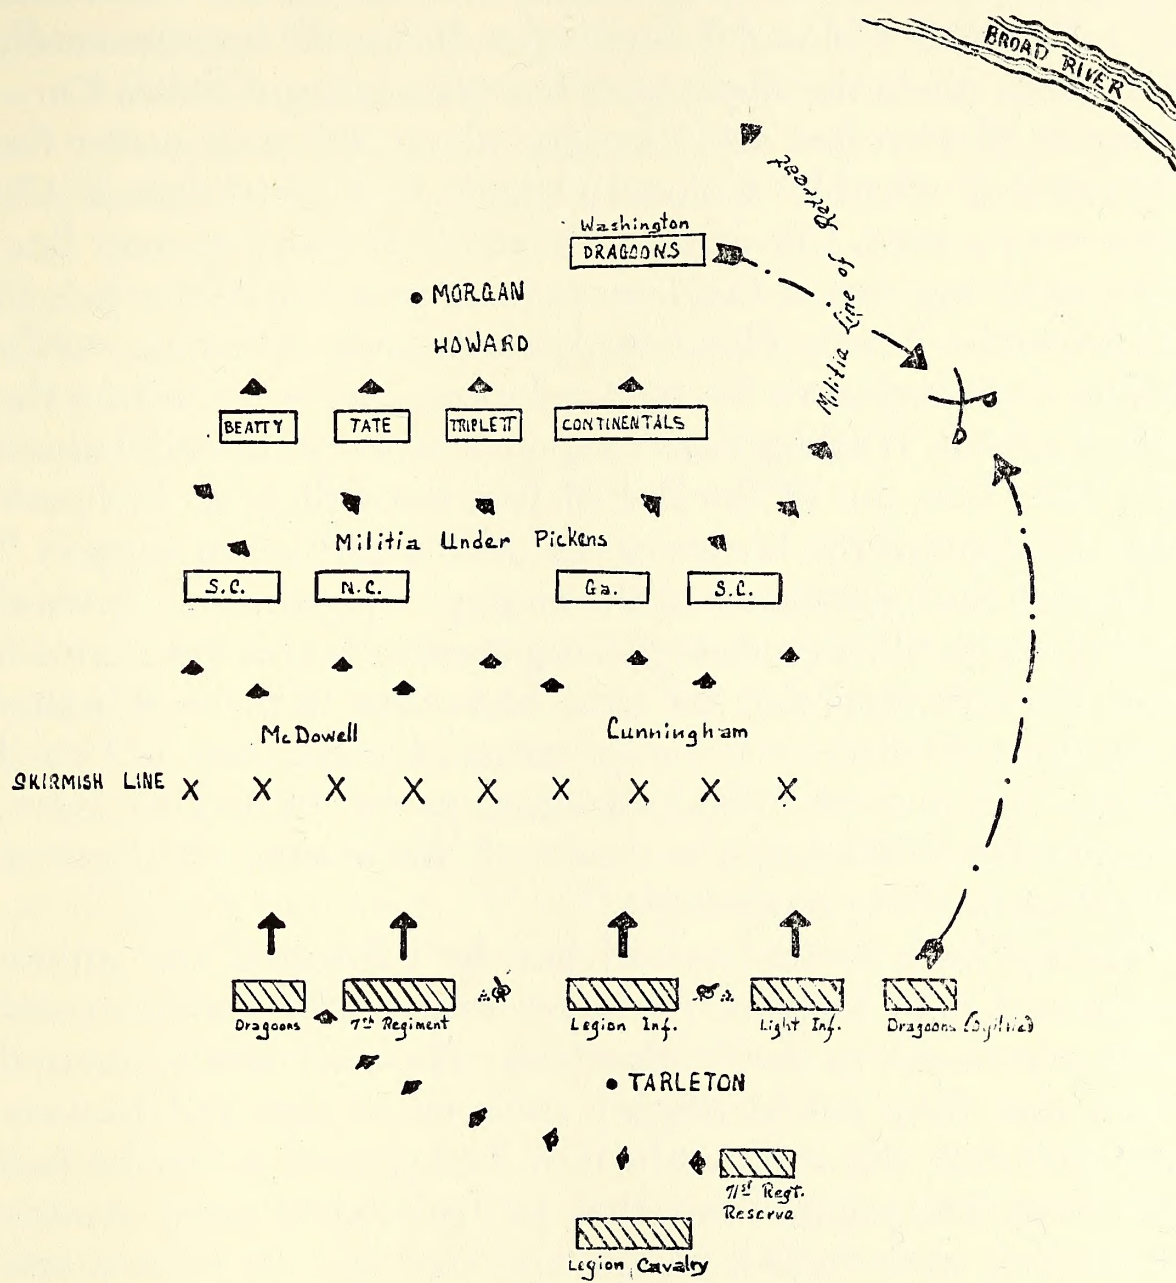 BROAD RIVER
Militia Line of Retreat
Washington
DRAGOONS
MORGAN
HOWARD
BEATTY
TATE
TRIPLETT
CONTINENTALS
Militia Under Pickens
S.C.
N.C.
Ga.
S.C.
McDowell
Cunningham
SKIRMISH LINE X X X X X X X X X
Dragoons
7th Regiment
Legion Inf.
Light Inf.
Dragoons (Ogilvie)
TARLETON
71st Regt.
Reserve
Legion Cavalry